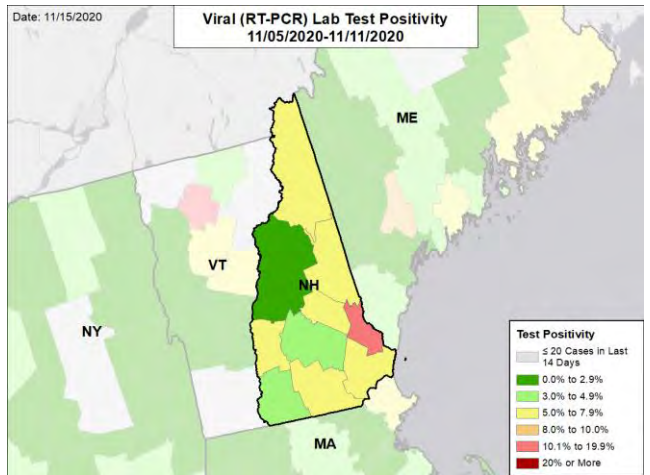 Date: 11/15/2020
Viral (RT-PCR) Lab Test Positivity
11/05/2020-11/11/2020
ME
VT
NH
NY
MA
Test Positivity
≤ 20 Cases in Last
14 Days
0.0% to 2.9%
3.0% to 4.9%
5.0% to 7.9%
8.0% to 10.0%
10.1% to 19.9%
20% or More